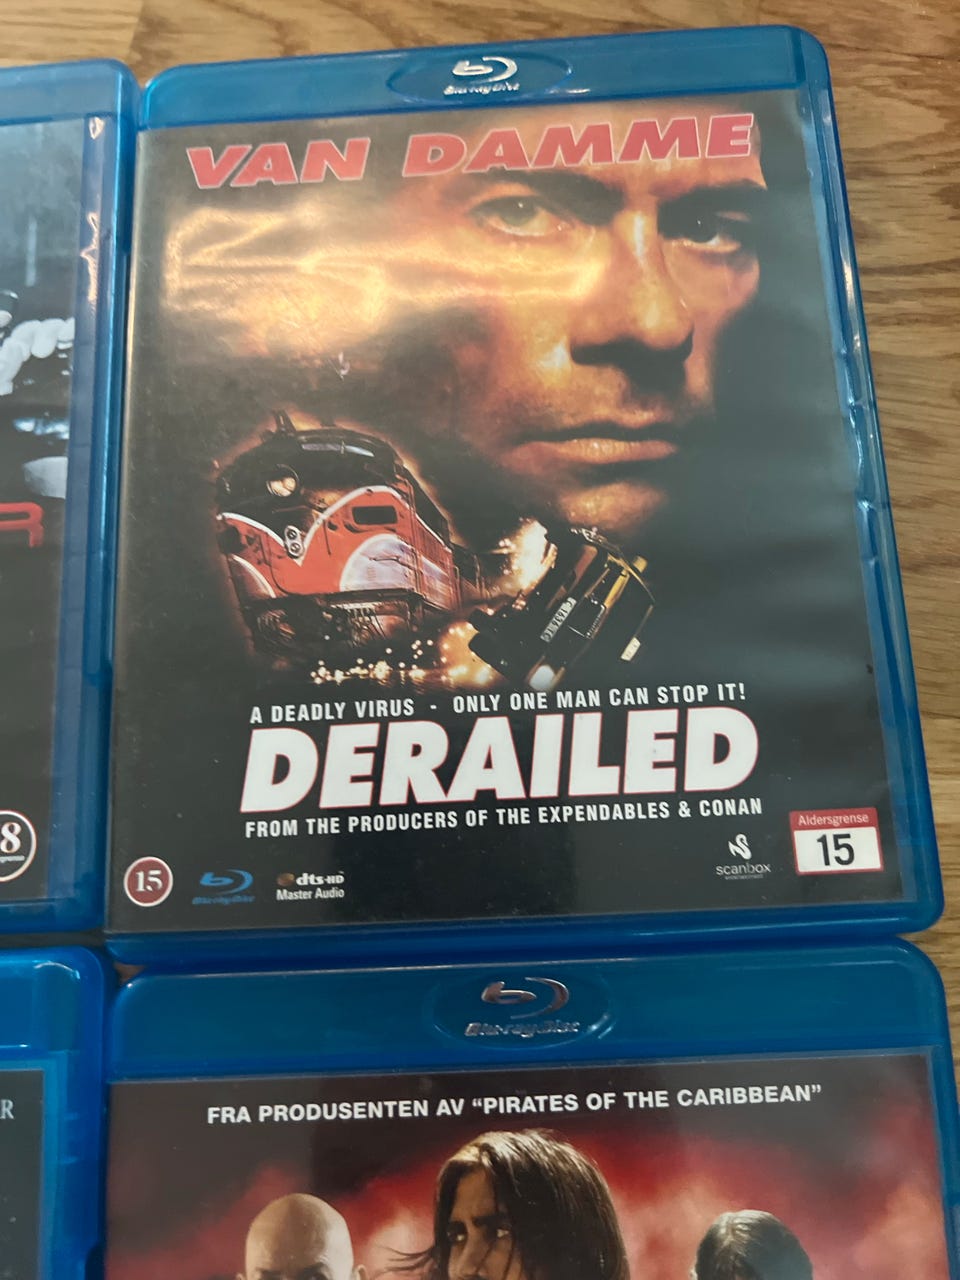 Blu-ray Disc
VAN DAMME
A DEADLY VIRUS - ONLY ONE MAN CAN STOP IT!
DERAILED
FROM THE PRODUCERS OF THE EXPENDABLES & CONAN
15
Blu-ray Disc
dts-HD
Master Audio
scanbox
Aldersgrense
15
R
8
Blu-ray Disc
FRA PRODUSENTEN AV "PIRATES OF THE CARIBBEAN"
R